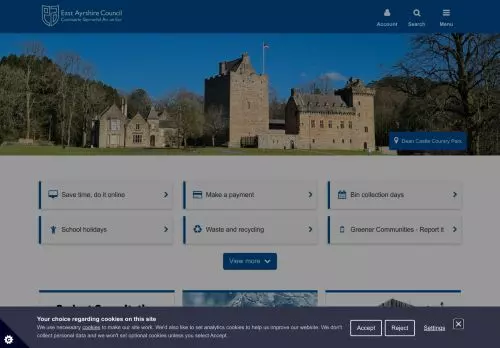 East Ayrshire Council
Comhairle Siorrachd Àir an Ear
Account
Search
Menu
Dean Castle Country Park
Save time, do it online
Make a payment
Bin collection days
School holidays
Waste and recycling
Greener Communities - Report it
View more
Your choice regarding cookies on this site
We use necessary cookies to make our site work. We'd also like to set analytics cookies to help us improve our website. We don't
collect personal data and we won't set optional cookies unless you select Accept.
Accept
Reject
Settings